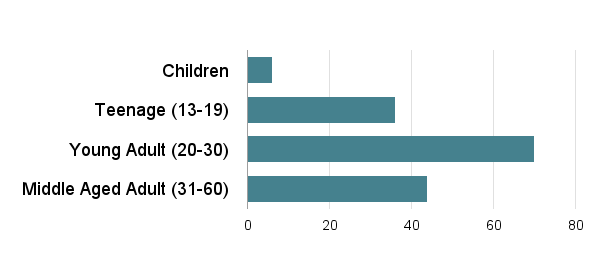 Children
Teenage (13-19)
Young Adult (20-30)
Middle Aged Adult (31-60)
0 20 40 60 80